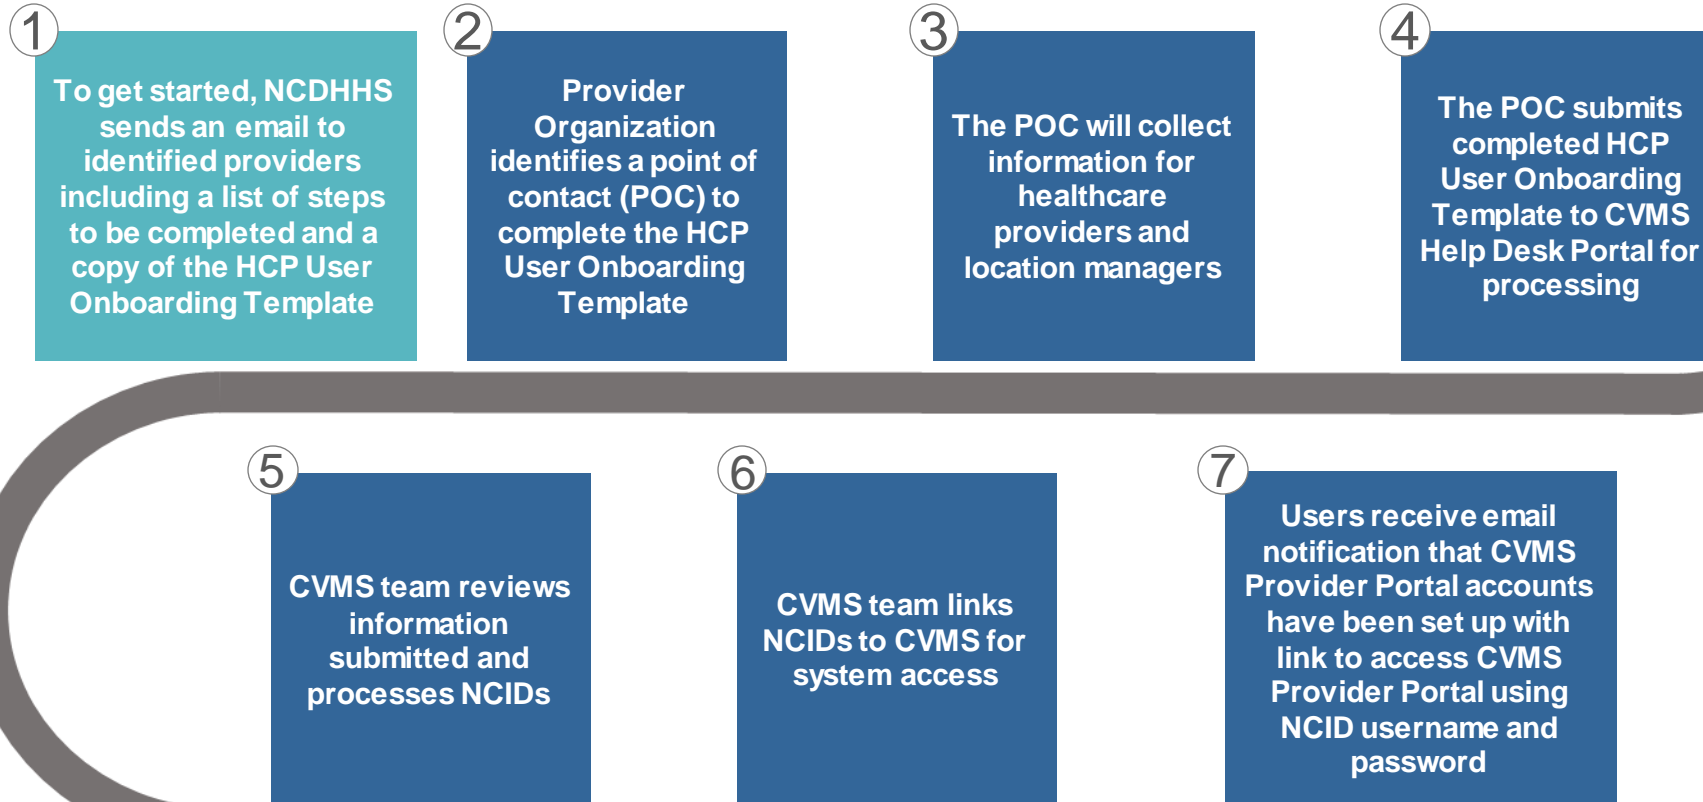 1
To get started, NCDHHS
sends an email to
identified providers
including a list of steps
to be completed and a
copy of the HCP User
Onboarding Template
2
Provider
Organization
identifies a point of
contact (POC) to
complete the HCP
User Onboarding
Template
3
The POC will collect
information for
healthcare
providers and
location managers
4
The POC submits
completed HCP
User Onboarding
Template to CVMS
Help Desk Portal for
processing
5
CVMS team reviews
information
submitted and
processes NCIDs
6
CVMS team links
NCIDs to CVMS for
system access
7
Users receive email
notification that CVMS
Provider Portal accounts
have been set up with
link to access CVMS
Provider Portal using
NCID username and
password